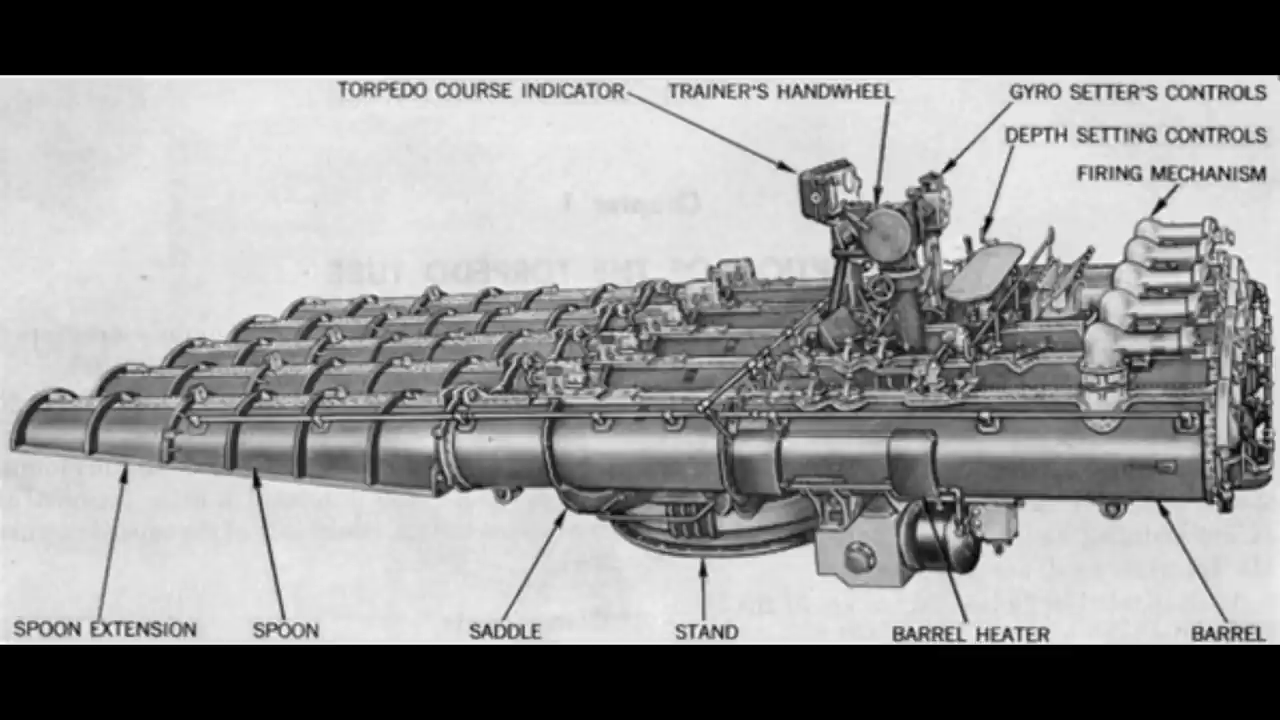 TORPEDO COURSE INDICATOR
TRAINER'S HANDWHEEL
GYRO SETTER'S CONTROLS
DEPTH SETTING CONTROLS
FIRING MECHANISM
SPOON EXTENSION
SPOON
SADDLE
STAND
BARREL HEATER
BARREL